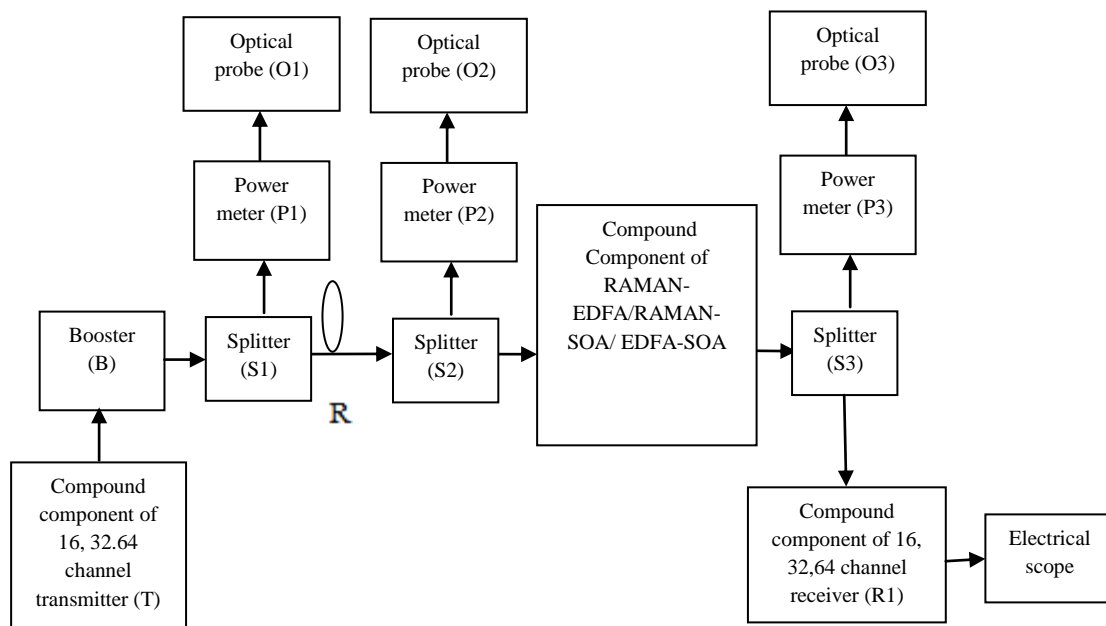 Optical
probe (O1)
Optical
probe (O2)
Optical
probe (O3)
Power
meter (P1)
Power
meter (P2)
Power
meter (P3)
Compound
Component of
RAMAN-
EDFA/RAMAN-
SOA/ EDFA-SOA
Booster
(B)
Splitter
(S1)
Splitter
(S2)
Splitter
(S3)
R
Compound
component of
16, 32.64
channel
transmitter (T)
Compound
component of 16,
32,64 channel
receiver (R1)
Electrical
scope